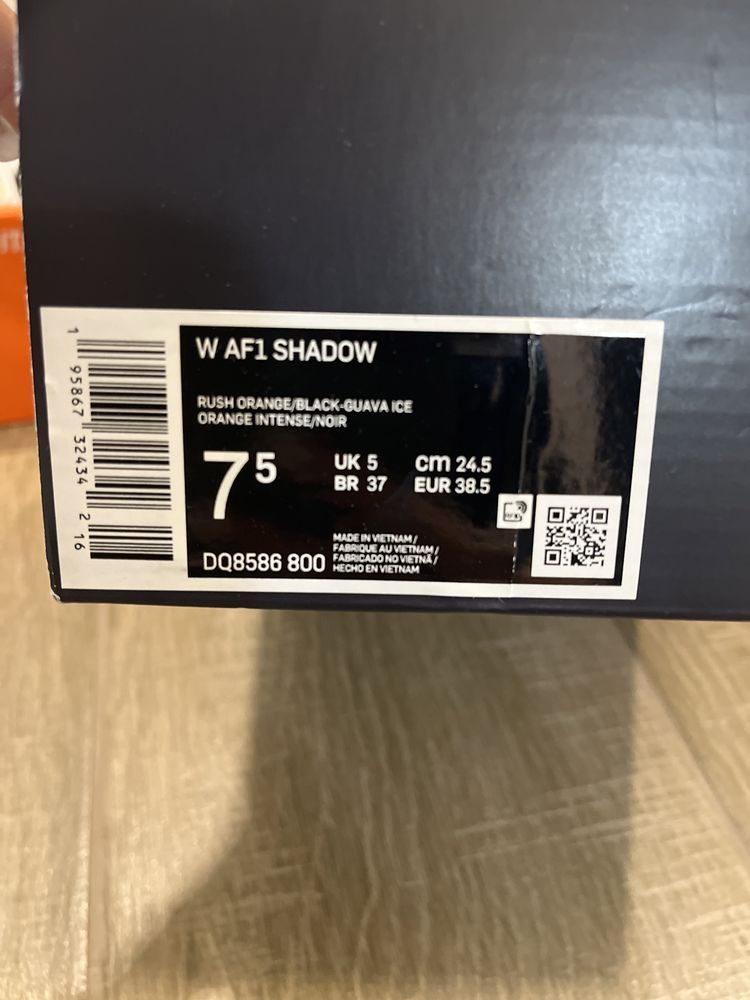 W AF1 SHADOW
RUSH ORANGE/BLACK-GUAVA ICE
ORANGE INTENSE/NOIR
7 5
UK 5 cm 24.5
BR 37 EUR 38.5
DQ8586 800
MADE IN VIETNAM /
FABRIQUE AU VIETNAM /
FABRICADO NO VIETNÃ /
HECHO EN VIETNAM
1 95867 32434 2 16